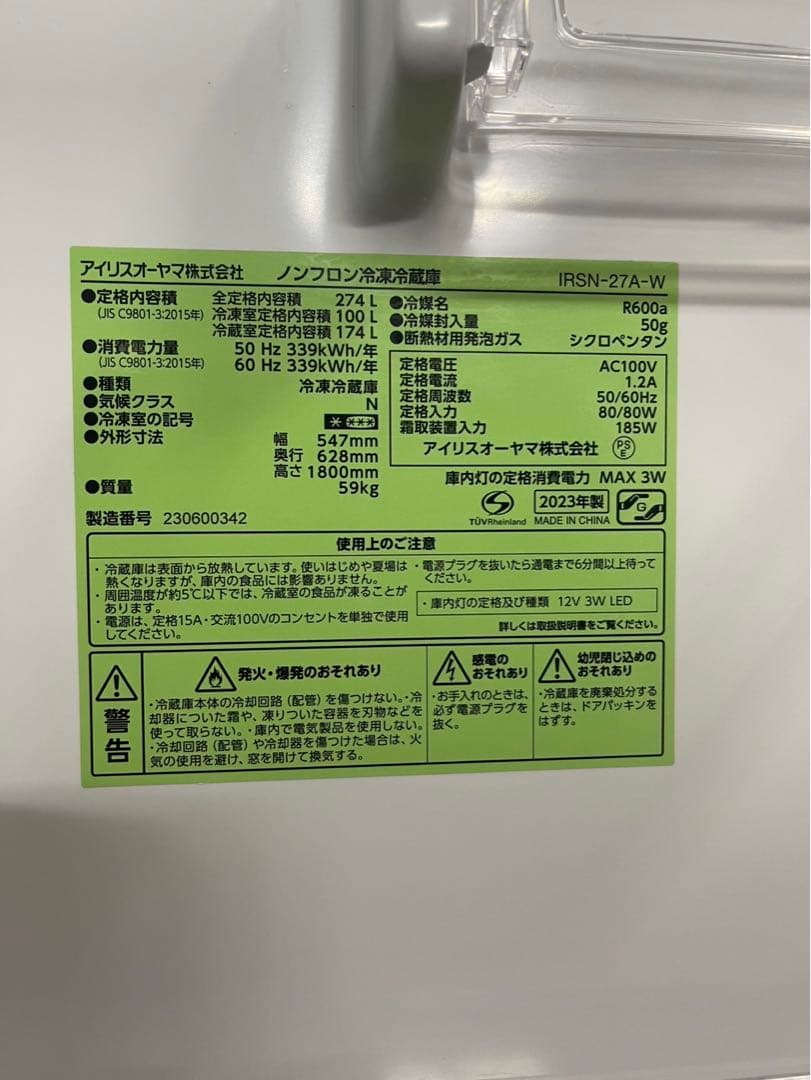 アイリスオーヤマ株式会社 ノンフロン冷凍冷蔵庫 IRSN-27A-W
●定格内容積 全定格内容積 274 L
(JIS C9801-3:2015年) 冷凍室定格内容積 100 L
冷蔵室定格内容積 174 L
●消費電力量 50 Hz 339kWh/年
(JIS C9801-3:2015年) 60 Hz 339kWh/年
●種類 冷凍冷蔵庫
●気候クラス N
●冷凍室の記号
●外形寸法 幅 547mm
奥行 628mm
高さ 1800mm
●質量 59kg
製造番号 230600342
●冷媒名 R600a
●冷媒封入量 50g
●断熱材用発泡ガス シクロペンタン
定格電圧 AC100V
定格電流 1.2A
定格周波数 50/60Hz
定格入力 80/80W
霜取装置入力 185W
アイリスオーヤマ株式会社 PSE
庫内灯の定格消費電力 MAX 3W
TÜVRheinland 2023年製 MADE IN CHINA G
使用上のご注意
・冷蔵庫は表面から放熱しています。使いはじめや夏場は
熱くなりますが、庫内の食品には影響ありません。
・周囲温度が約5℃以下では、冷蔵室の食品が凍ることが
あります。
・電源は、定格15A・交流100Vのコンセントを単独で使用
してください。
・電源プラグを抜いたら通電まで6分間以上待って
ください。
・庫内灯の定格及び種類 12V 3W LED
詳しくは取扱説明書をご覧ください。
警告
発火・爆発のおそれあり
・冷蔵庫本体の冷却回路（配管）を傷つけない。・冷
却器についた霜や、凍りついた容器を刃物などを
使って取らない。・庫内で電気製品を使用しない。
・冷却回路（配管）や冷却器を傷つけた場合は、火
気の使用を避け、窓を開けて換気する。
感電の
おそれあり
・お手入れのときは、
必ず電源プラグを
抜く。
幼児閉じ込めの
おそれあり
・冷蔵庫を廃棄処分する
ときは、ドアパッキンを
はずす。